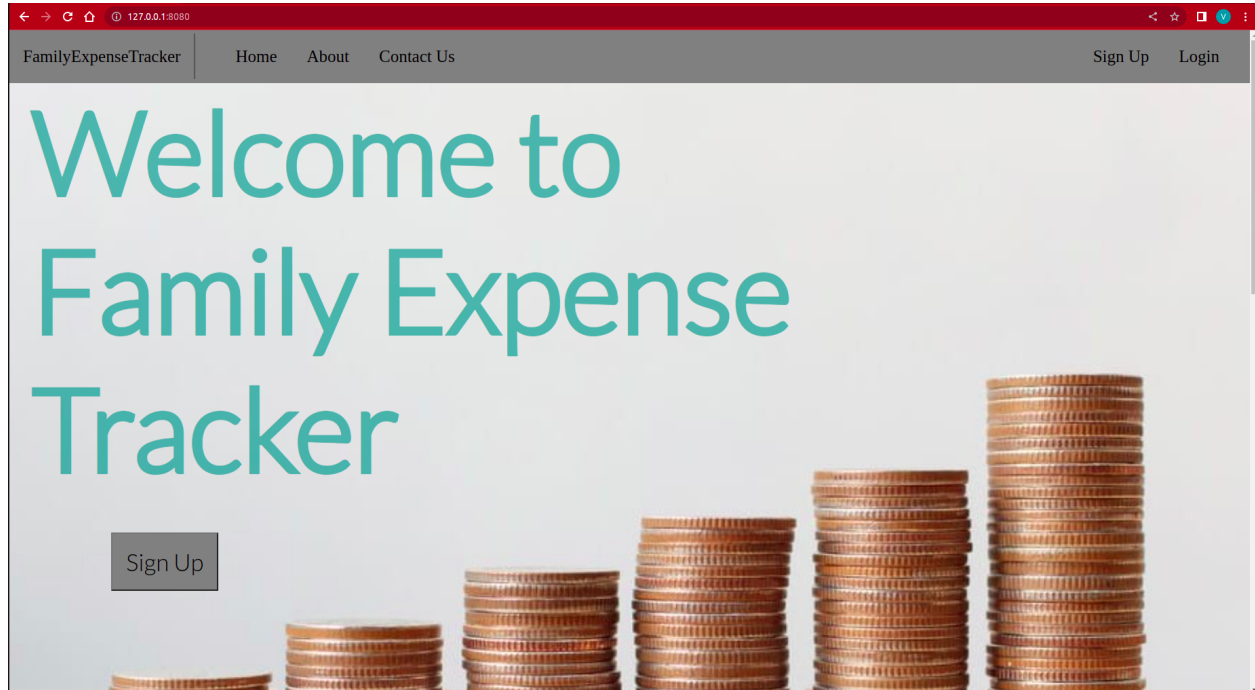 127.0.0.1:8080
V
FamilyExpenseTracker Home About Contact Us Sign Up Login
Welcome to
Family Expense
Tracker
Sign Up